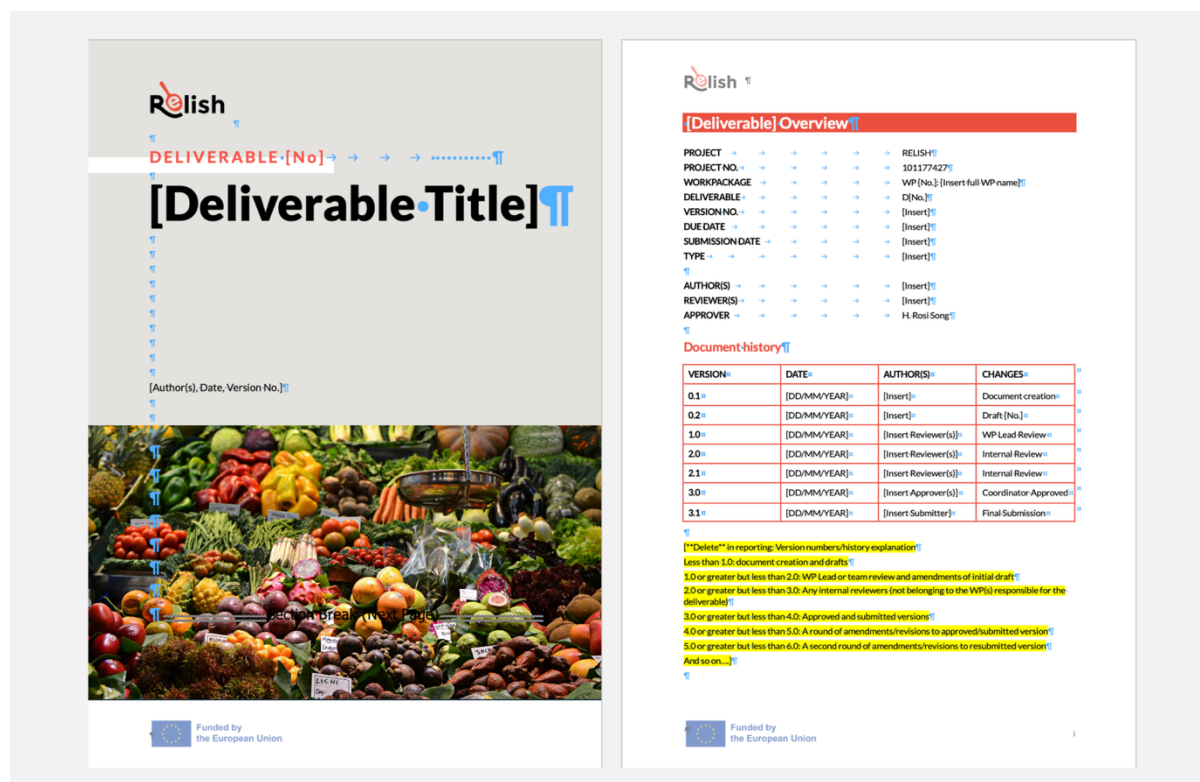 Relish
DELIVERABLE [No]
[Deliverable Title]
[Author(s), Date, Version No.]
Section Break (Next Page)
LICHI
Funded by
the European Union
Relish
[Deliverable] Overview
PROJECT RELISH
PROJECT NO. 101177427
WORKPACKAGE WP [No.]; [Insert full WP name]
DELIVERABLE D[No.]
VERSION NO. [Insert]
DUE DATE [Insert]
SUBMISSION DATE [Insert]
TYPE [Insert]
AUTHOR(S) [Insert]
REVIEWER(S) [Insert]
APPROVER H. Rosi Song
Document history
VERSION DATE AUTHOR(S) CHANGES
0.1 [DD/MM/YEAR] [Insert] Document creation
0.2 [DD/MM/YEAR] [Insert] Draft [No.]
1.0 [DD/MM/YEAR] [Insert Reviewer(s)] WP Lead Review
2.0 [DD/MM/YEAR] [Insert Reviewer(s)] Internal Review
2.1 [DD/MM/YEAR] [Insert Reviewer(s)] Internal Review
3.0 [DD/MM/YEAR] [Insert Approver(s)] Coordinator Approved
3.1 [DD/MM/YEAR] [Insert Submitter] Final Submission
[**Delete** in reporting: Version numbers/history explanation
Less than 1.0: document creation and drafts
1.0 or greater but less than 2.0: WP Lead or team review and amendments of initial draft
2.0 or greater but less than 3.0: Any internal reviewers (not belonging to the WP(s) responsible for the
deliverable)
3.0 or greater but less than 4.0: Approved and submitted versions
4.0 or greater but less than 5.0: A round of amendments/revisions to approved/submitted version
5.0 or greater but less than 6.0: A second round of amendments/revisions to resubmitted version
And so on....]
Funded by
the European Union
i